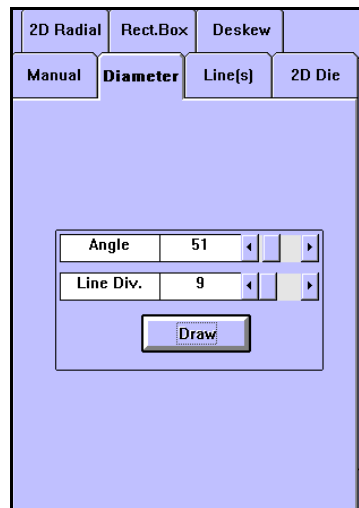 2D Radial Rect.Box Deskew
Manual Diameter Line(s) 2D Die
Angle 51
Line Div. 9
Draw